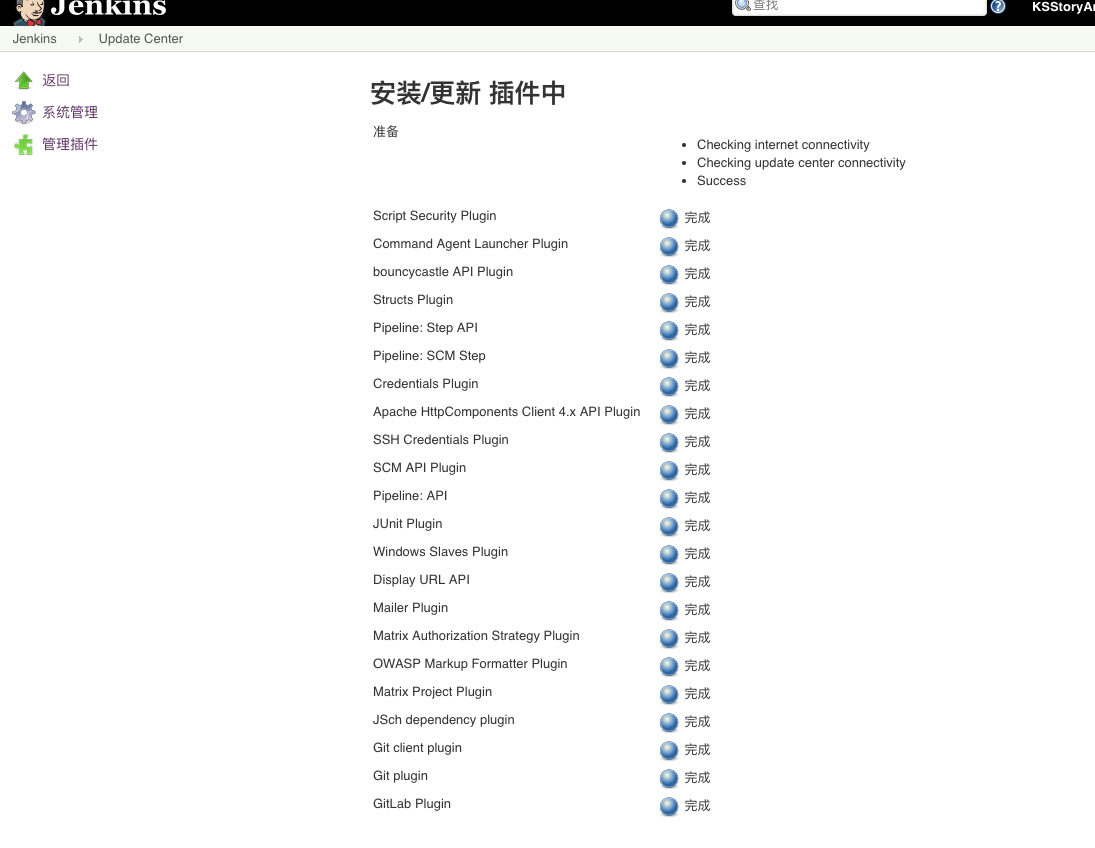 Jenkins
查找
?
KSStoryAr
Jenkins
Update Center
返回
系统管理
管理插件
安装/更新 插件中
准备
Checking internet connectivity
Checking update center connectivity
Success
Script Security Plugin 完成
Command Agent Launcher Plugin 完成
bouncycastle API Plugin 完成
Structs Plugin 完成
Pipeline: Step API 完成
Pipeline: SCM Step 完成
Credentials Plugin 完成
Apache HttpComponents Client 4.x API Plugin 完成
SSH Credentials Plugin 完成
SCM API Plugin 完成
Pipeline: API 完成
JUnit Plugin 完成
Windows Slaves Plugin 完成
Display URL API 完成
Mailer Plugin 完成
Matrix Authorization Strategy Plugin 完成
OWASP Markup Formatter Plugin 完成
Matrix Project Plugin 完成
JSch dependency plugin 完成
Git client plugin 完成
Git plugin 完成
GitLab Plugin 完成